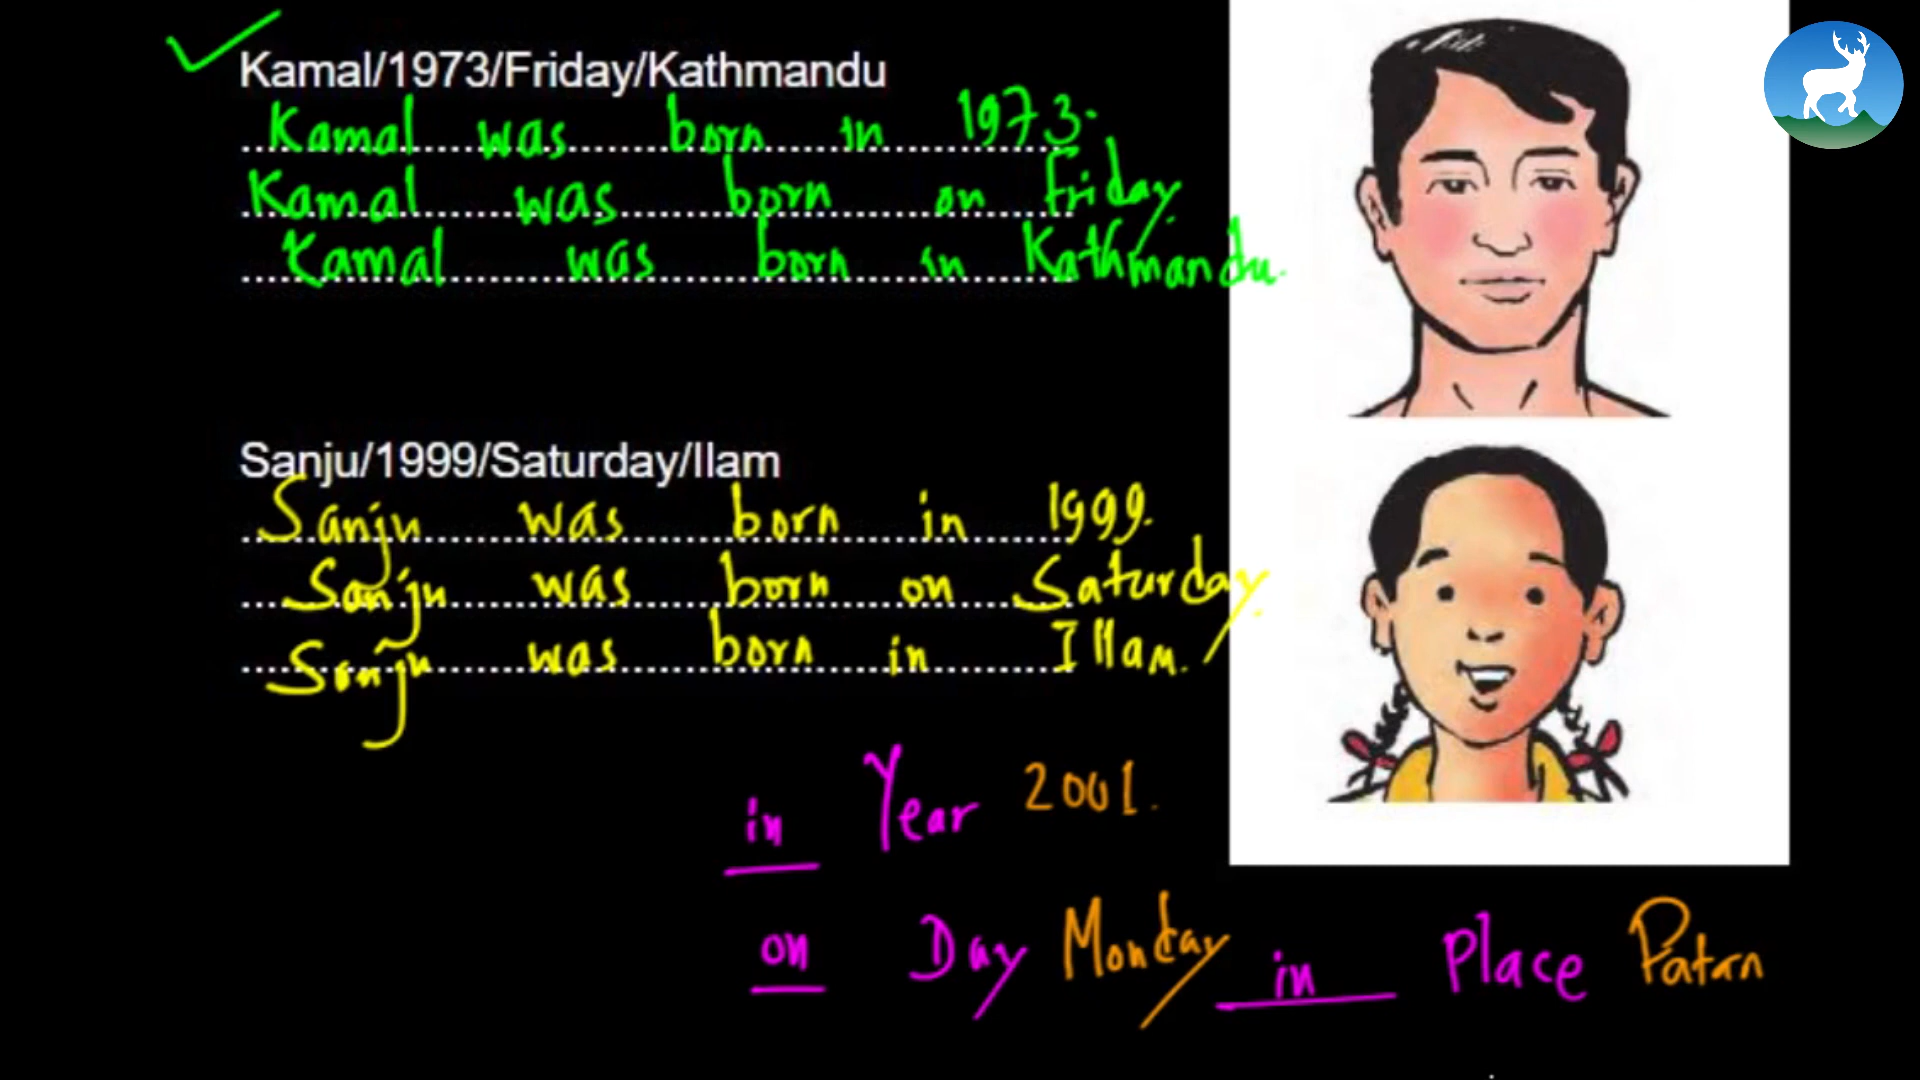 Kamal/1973/Friday/Kathmandu
Kamal was born in 1973.
Kamal was born on Friday.
Kamal was born in Kathmandu.
Sanju/1999/Saturday/Ilam
Sanju was born in 1999.
Sanju was born on Saturday.
Sanju was born in Illam.
in Year 2001.
on Day Monday in Place Patan